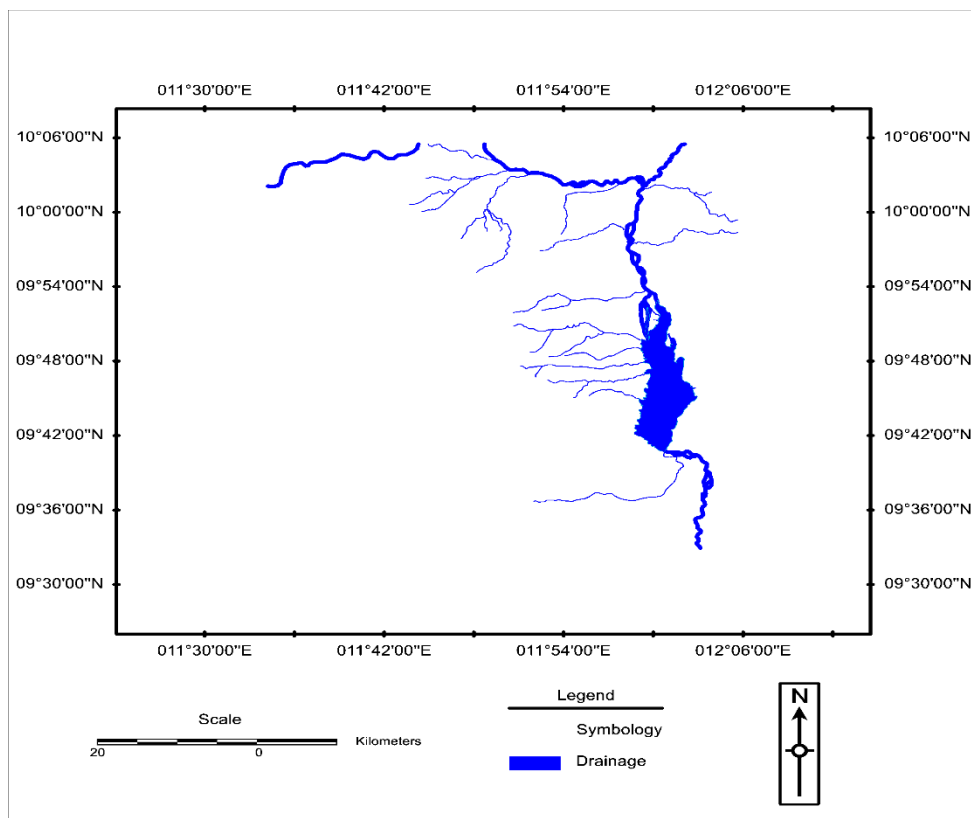 011°30'00"E 011°42'00"E 011°54'00"E 012°06'00"E
10°06'00"N 10°06'00"N
10°00'00"N 10°00'00"N
09°54'00"N 09°54'00"N
09°48'00"N 09°48'00"N
09°42'00"N 09°42'00"N
09°36'00"N 09°36'00"N
09°30'00"N 09°30'00"N
011°30'00"E 011°42'00"E 011°54'00"E 012°06'00"E
Scale
20 0 Kilometers
Legend
Symbology
Drainage
N